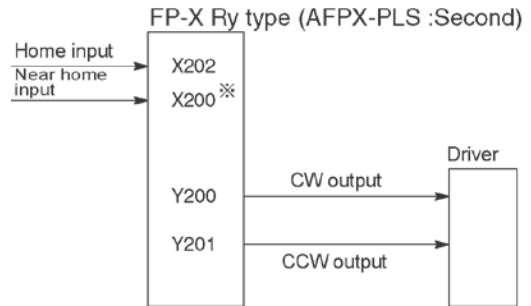 FP-X Ry type (AFPX-PLS :Second)
Home input
Near home
input
X202
X200※
Driver
Y200
CW output
Y201
CCW output